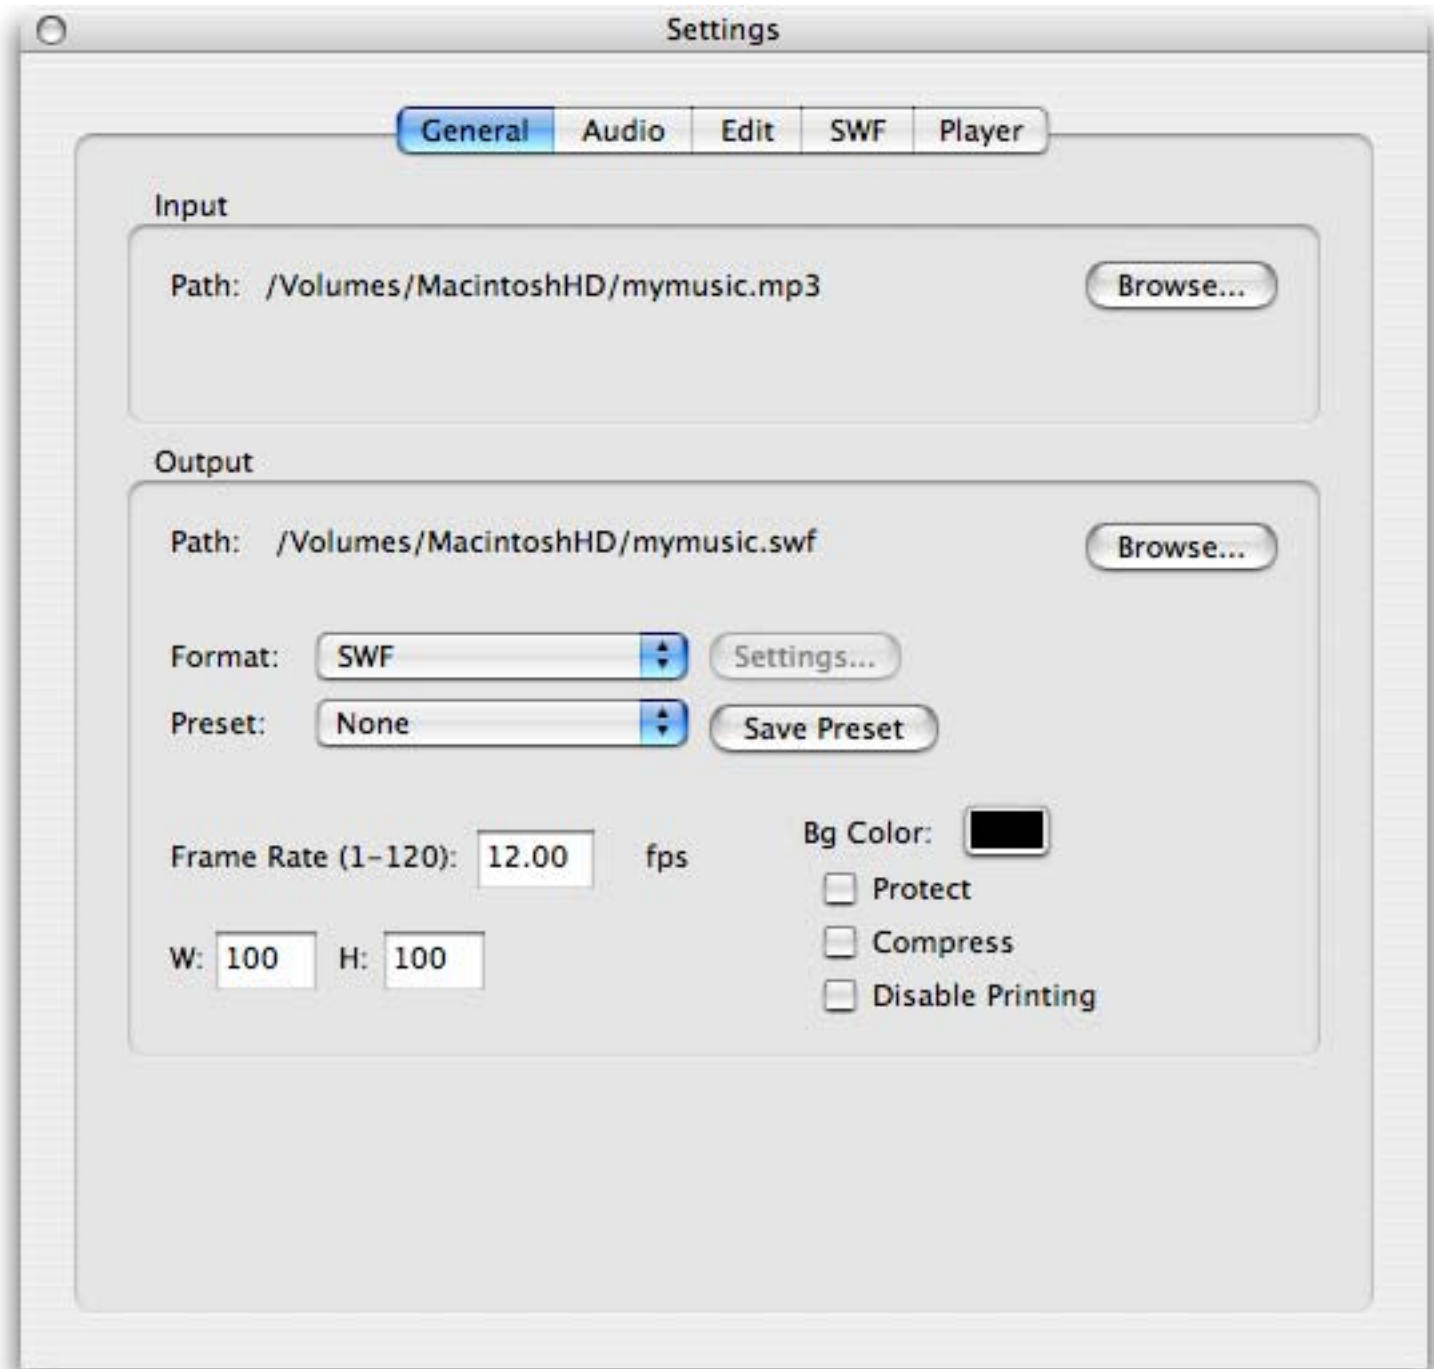 Settings
General Audio Edit SWF Player
Input
Path: /Volumes/MacintoshHD/mymusic.mp3 Browse...
Output
Path: /Volumes/MacintoshHD/mymusic.swf Browse...
Format: SWF Settings...
Preset: None Save Preset
Frame Rate (1-120): 12.00 fps
Bg Color:
Protect
Compress
Disable Printing
W: 100 H: 100